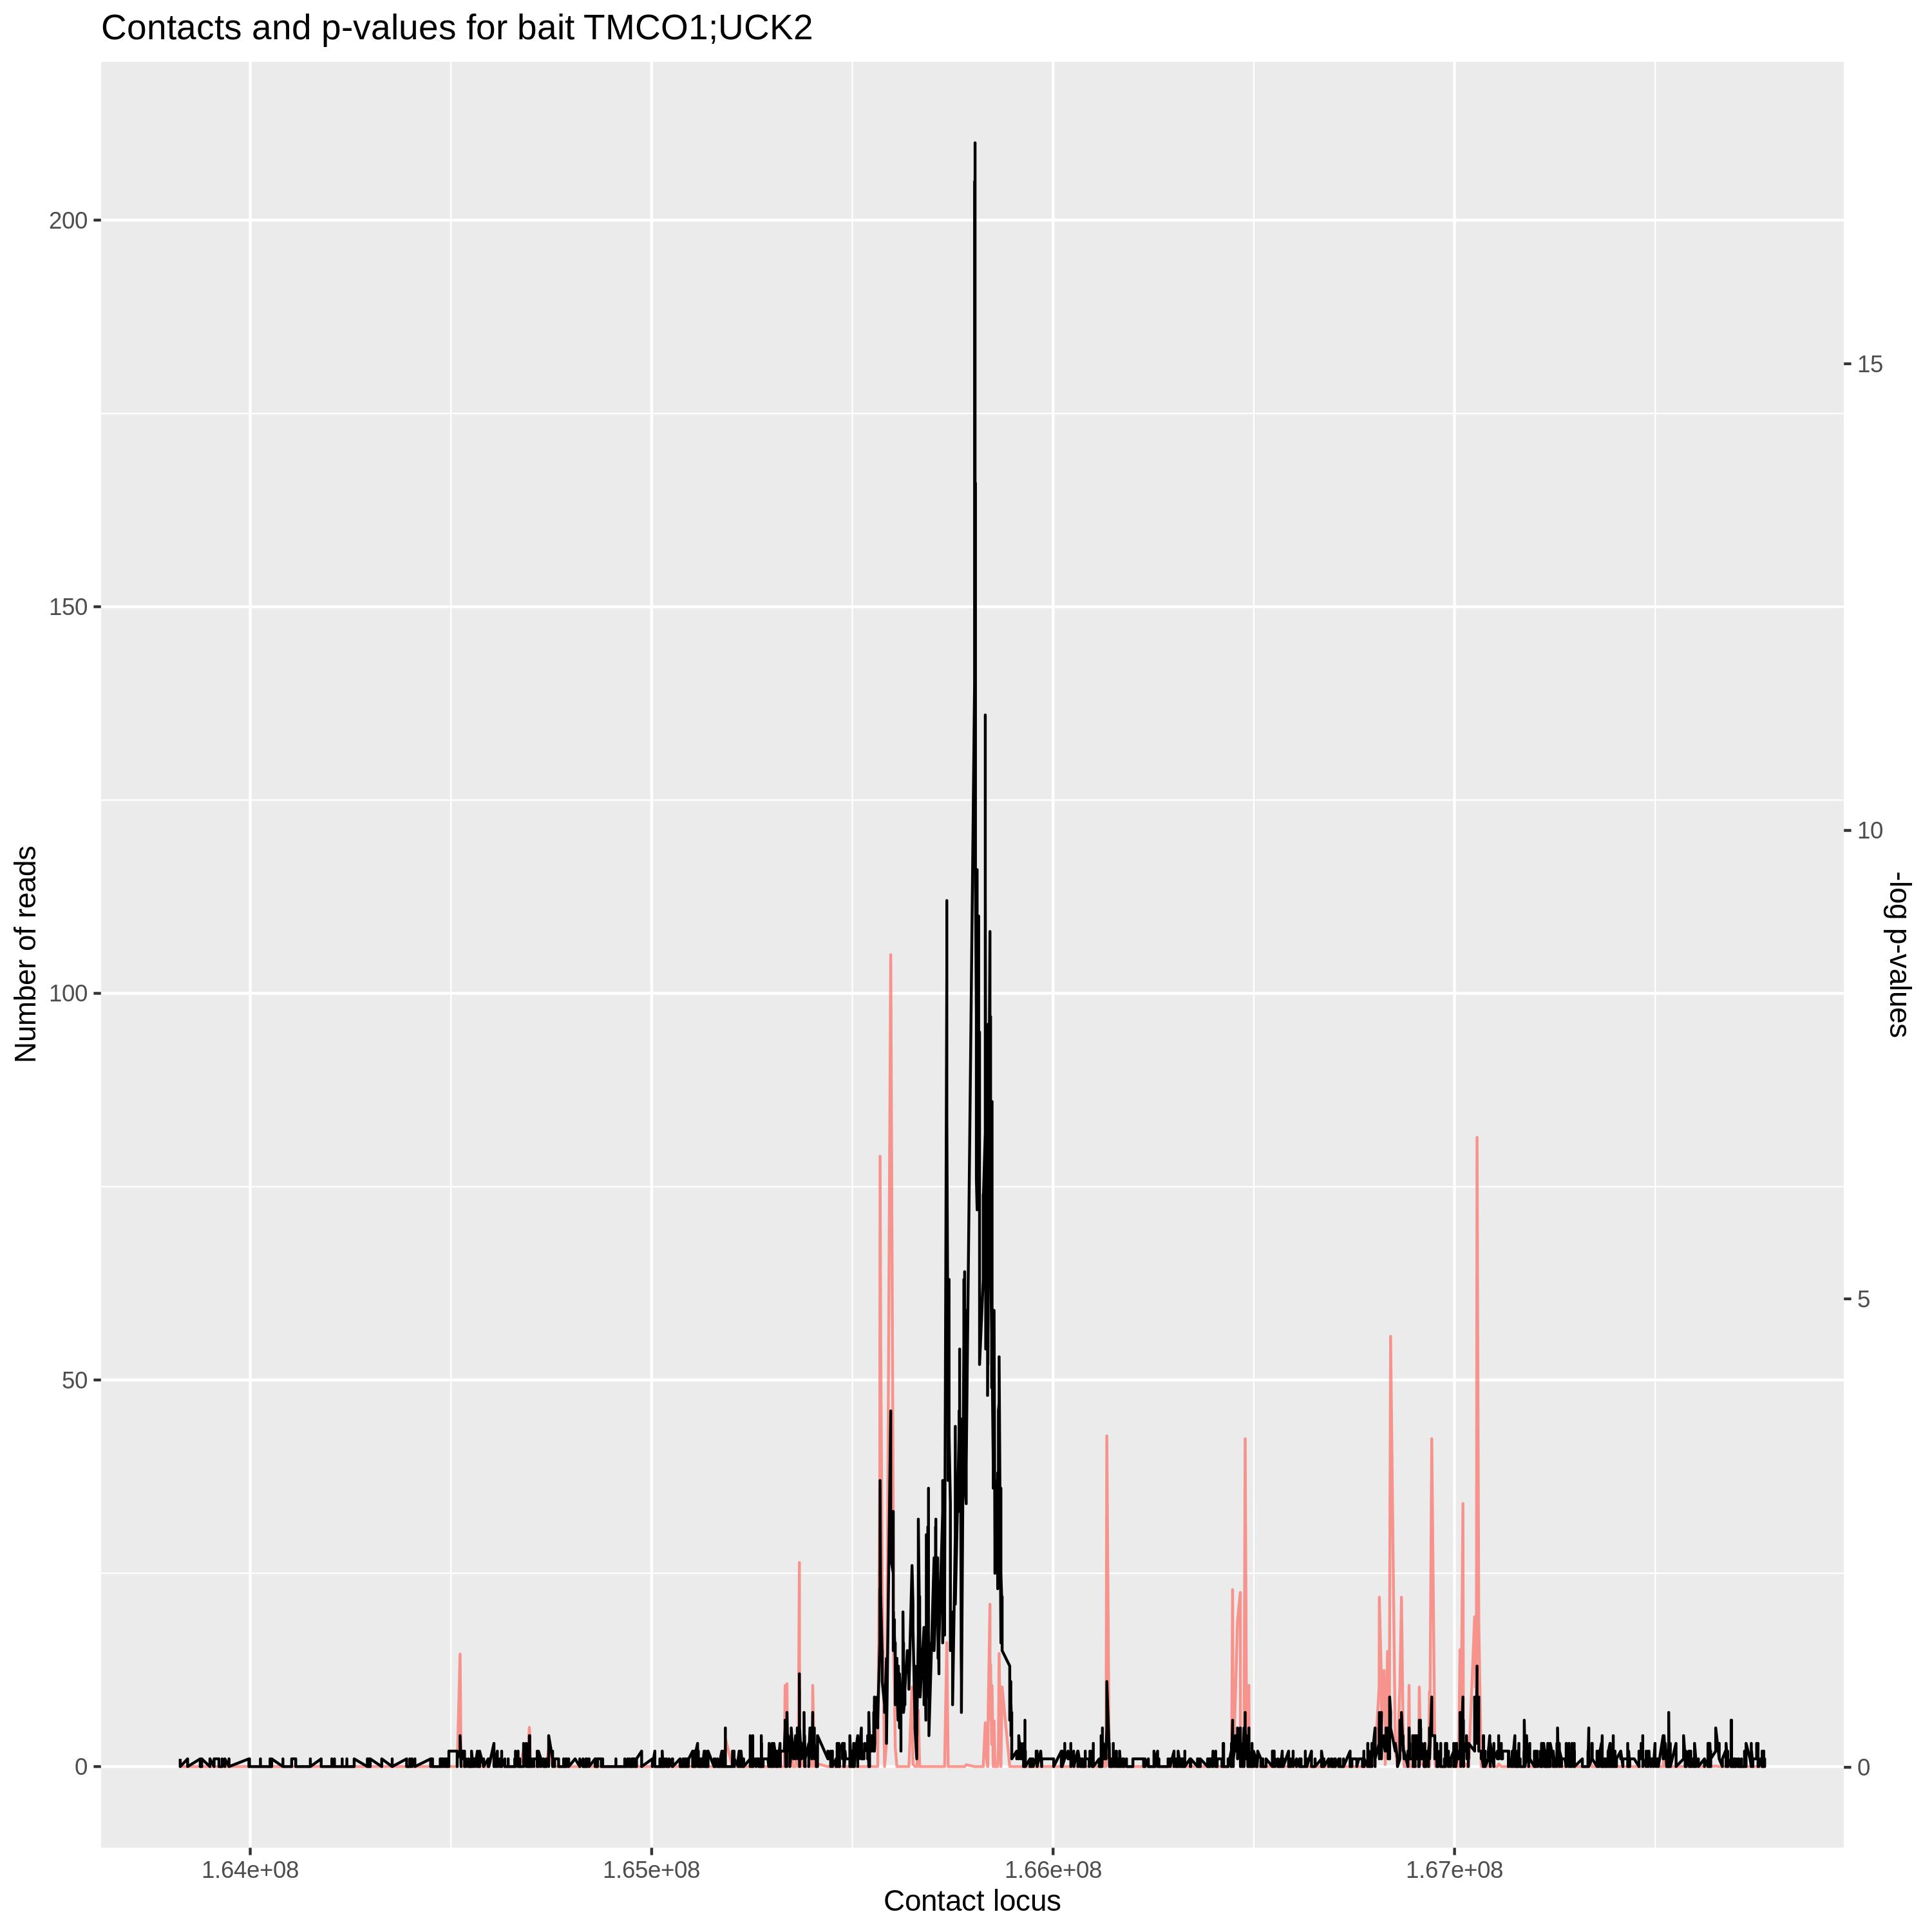 Contacts and p-values for bait TMCO1;UCK2
200
150
100
50
0
Number of reads
15
10
5
0
-log p-values
1.64e+08
1.65e+08
1.66e+08
1.67e+08
Contact locus